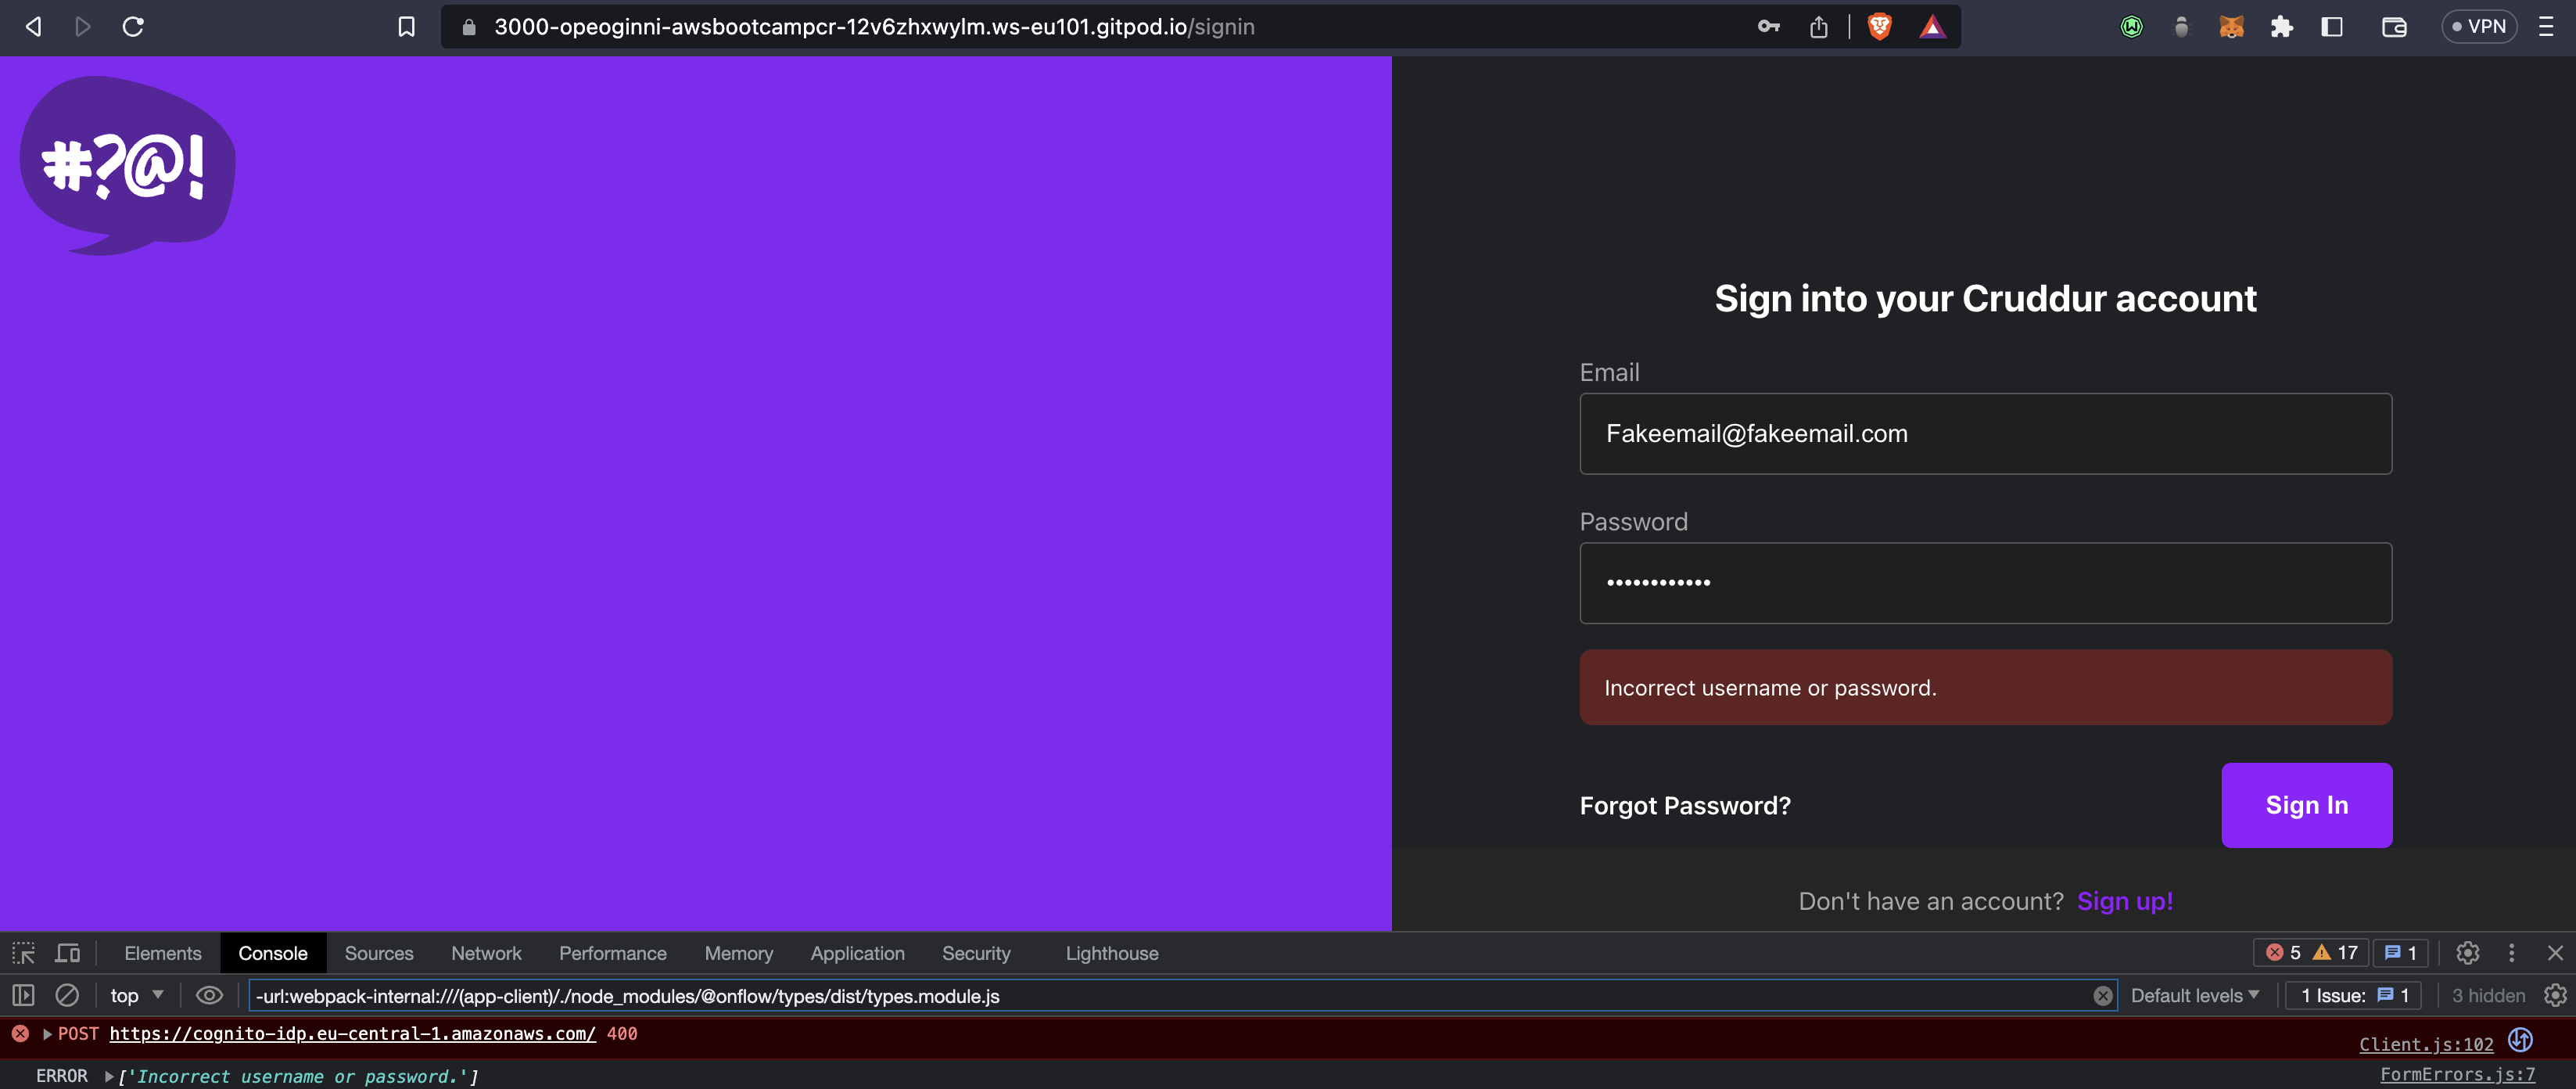 3000-opeoginni-awsbootcampcr-12v6zhxwylm.ws-eu101.gitpod.io/signin
VPN
#?@!
Sign into your Cruddur account
Email
Fakeemail@fakeemail.com
Password
••••••••••••
Incorrect username or password.
Forgot Password?
Sign In
Don't have an account? Sign up!
Elements Console Sources Network Performance Memory Application Security Lighthouse 5 17 1
top -url:webpack-internal:///(app-client)/./node_modules/@onflow/types/dist/types.module.js Default levels 1 Issue: 1 3 hidden
POST https://cognito-idp.eu-central-1.amazonaws.com/ 400 Client.js:102
ERROR ['Incorrect username or password.'] FormErrors.js:7